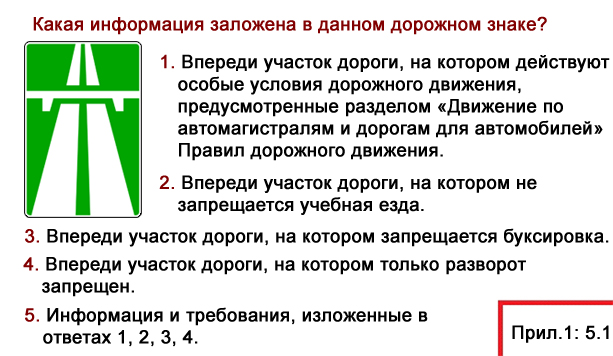 Какая информация заложена в данном дорожном знаке?
1. Впереди участок дороги, на котором действуют
особые условия дорожного движения,
предусмотренные разделом «Движение по
автомагистралям и дорогам для автомобилей»
Правил дорожного движения.
2. Впереди участок дороги, на котором не
запрещается учебная езда.
3. Впереди участок дороги, на котором запрещается буксировка.
4. Впереди участок дороги, на котором только разворот
запрещен.
5. Информация и требования, изложенные в
ответах 1, 2, 3, 4.
Прил.1: 5.1